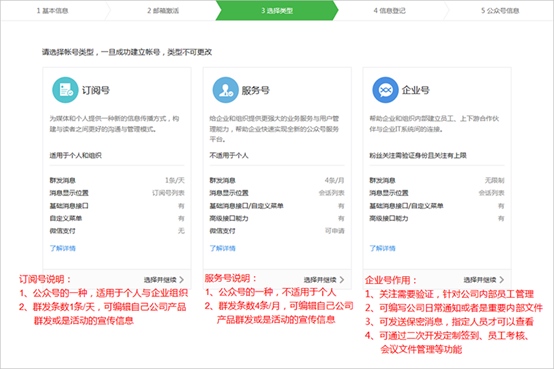 1 基本信息
2 邮箱激活
3 选择类型
4 信息登记
5 公众号信息
请选择帐号类型，一旦成功建立帐号，类型不可更改
订阅号
为媒体和个人提供一种新的信息传播方式，构
建与读者之间更好的沟通与管理模式。
适用于个人和组织
群发消息 1条/天
消息显示位置 订阅号列表
基础消息接口 有
自定义菜单 有
微信支付 无
了解详情
选择并继续
服务号
给企业和组织提供更强大的业务服务与用户管
理能力，帮助企业快速实现全新的公众号服务
平台。
不适用于个人
群发消息 4条/月
消息显示位置 会话列表
基础消息接口/自定义菜单 有
高级接口能力 有
微信支付 可申请
了解详情
选择并继续
企业号
帮助企业和组织内部建立员工、上下游合作伙
伴与企业IT系统间的连接。
粉丝关注需验证身份且关注有上限
群发消息 无限制
消息显示位置 会话列表
基础消息接口/自定义菜单 有
高级接口能力 有
了解详情
选择并继续
订阅号说明：
1、公众号的一种，适用于个人与企业组织
2、群发条数1条/天，可编辑自己公司产品
群发或是活动的宣传信息
服务号说明：
1、公众号的一种，不适用于个人
2、群发条数4条/月，可编辑自己公司
产品群发或是活动的宣传信息
企业号作用：
1、关注需要验证，针对公司内部员工管理
2、可编写公司日常通知或者是重要内部文件
3、可发送保密消息，指定人员才可以查看
4、可通过二次开发定制签到、员工考核、
会议文件管理等功能